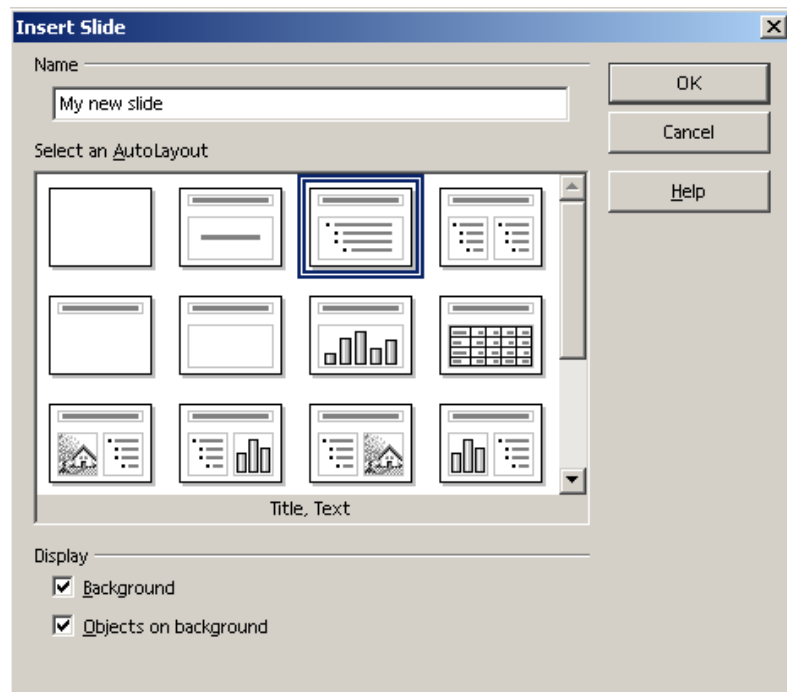 Insert Slide
Name
My new slide
OK
Cancel
Help
Select an AutoLayout
Title, Text
Display
Background
Objects on background